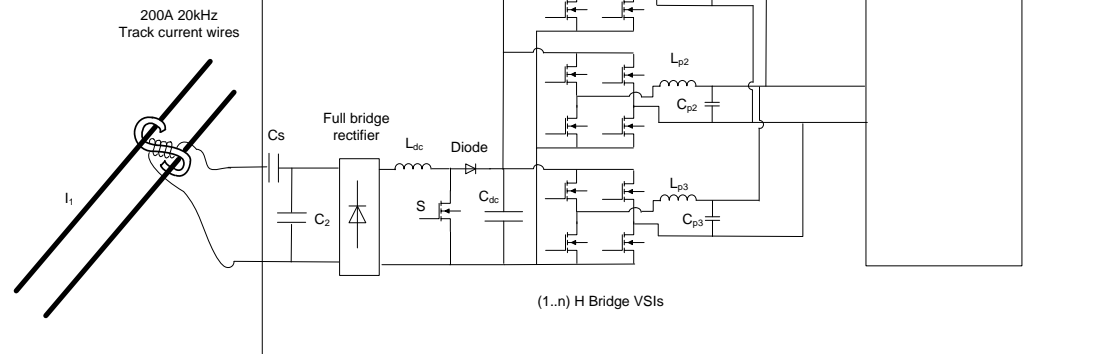 200A 20kHz
Track current wires
Lp2
Cp2
Full bridge
rectifier
Cs
Ldc
Diode
Lp3
I1
S
Cdc
C2
Cp3
(1..n) H Bridge VSIs